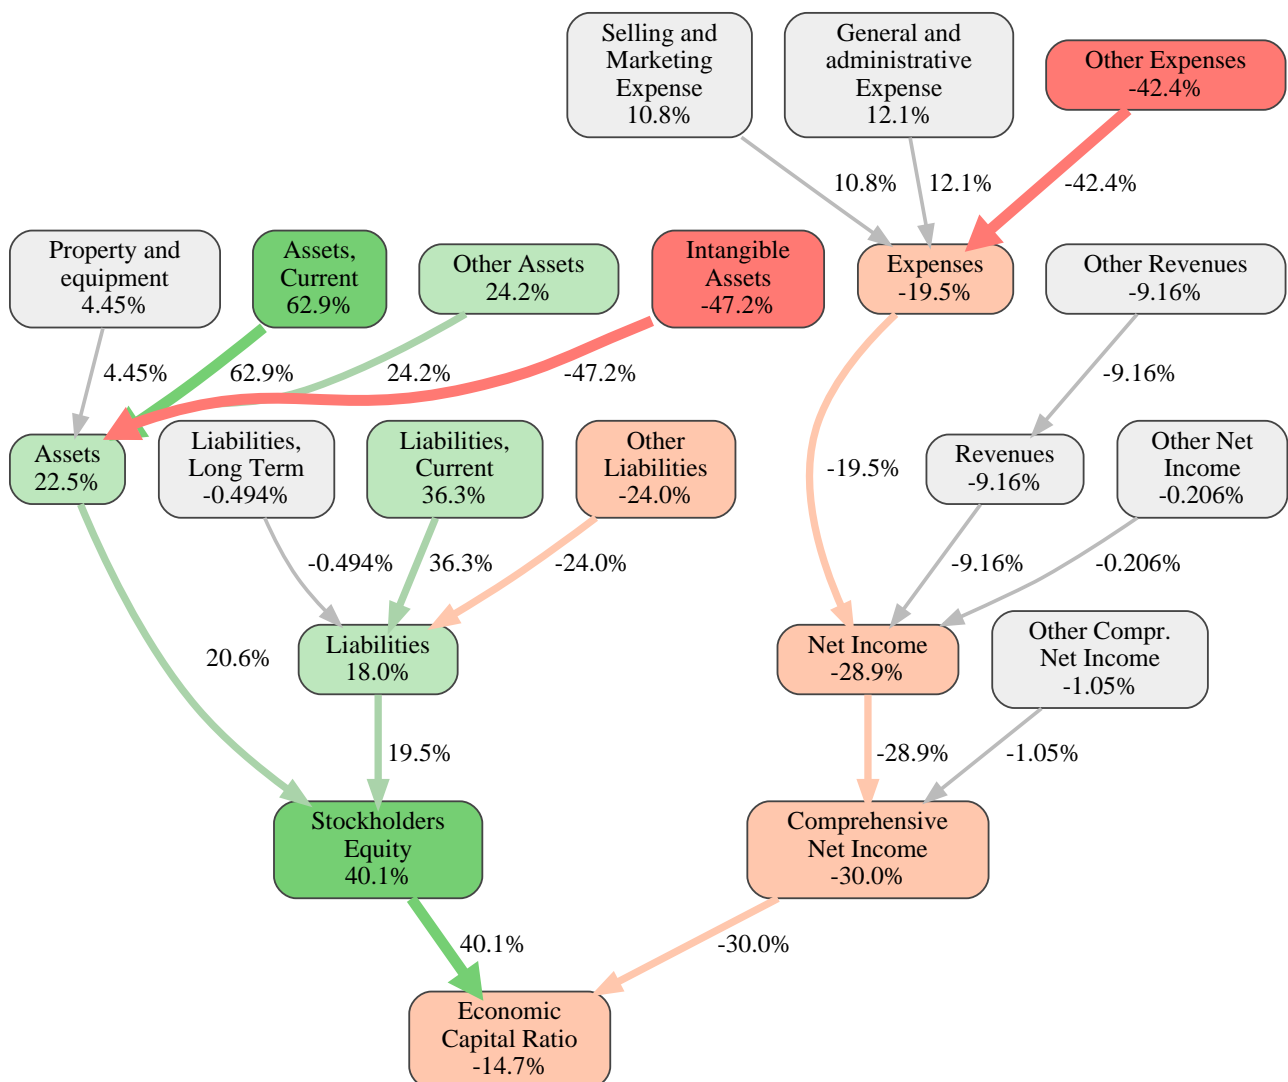 Selling and
Marketing
Expense
10.8%
General and
administrative
Expense
12.1%
Other Expenses
-42.4%
10.8%
12.1%
-42.4%
Property and
equipment
4.45%
Assets,
Current
62.9%
Other Assets
24.2%
Intangible
Assets
-47.2%
Expenses
-19.5%
Other Revenues
-9.16%
4.45%
62.9%
24.2%
-47.2%
-9.16%
Assets
22.5%
Liabilities,
Long Term
-0.494%
Liabilities,
Current
36.3%
Other
Liabilities
-24.0%
-19.5%
Revenues
-9.16%
Other Net
Income
-0.206%
-0.494%
36.3%
-24.0%
-9.16%
-0.206%
20.6%
Liabilities
18.0%
Net Income
-28.9%
Other Compr.
Net Income
-1.05%
19.5%
-28.9%
-1.05%
Stockholders
Equity
40.1%
Comprehensive
Net Income
-30.0%
40.1%
-30.0%
Economic
Capital Ratio
-14.7%